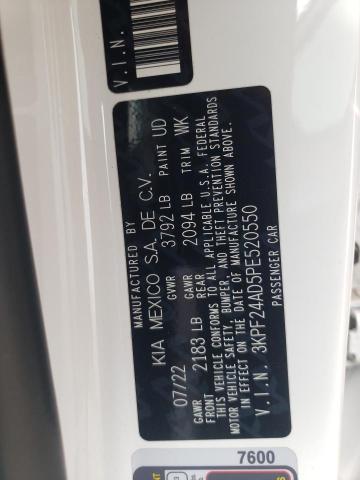 V.I.N.
MANUFACTURED BY
KIA MEXICO S.A. DE C.V.
07/22 GVWR 3792 LB PAINT UD
GAWR FRONT 2183 LB GAWR REAR 2094 LB TRIM WK
THIS VEHICLE CONFORMS TO ALL APPLICABLE U.S.A. FEDERAL
MOTOR VEHICLE SAFETY, BUMPER, AND THEFT PREVENTION STANDARDS
IN EFFECT ON THE DATE OF MANUFACTURE SHOWN ABOVE.
V.I.N. 3KPF24AD5PE520550
PASSENGER CAR
7600